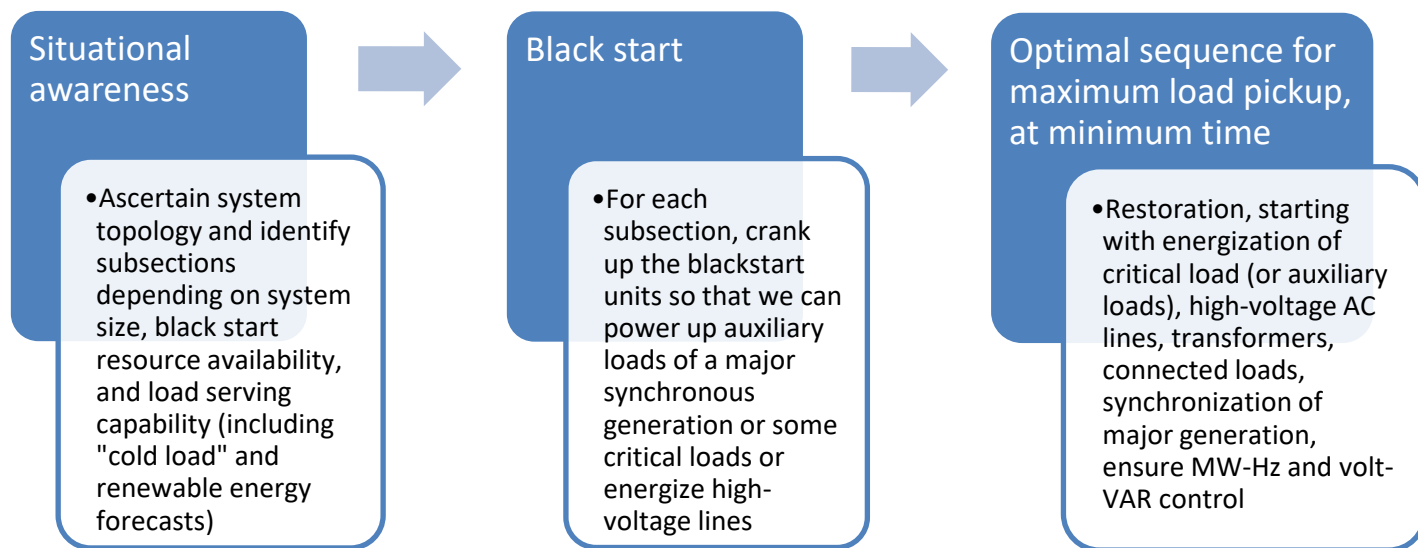 Situational
awareness
•Ascertain system
topology and identify
subsections
depending on system
size, black start
resource availability,
and load serving
capability (including
"cold load" and
renewable energy
forecasts)
Black start
•For each
subsection, crank
up the blackstart
units so that we can
power up auxiliary
loads of a major
synchronous
generation or some
critical loads or
energize high-
voltage lines
Optimal sequence for
maximum load pickup,
at minimum time
•Restoration, starting
with energization of
critical load (or auxiliary
loads), high-voltage AC
lines, transformers,
connected loads,
synchronization of
major generation,
ensure MW-Hz and volt-
VAR control